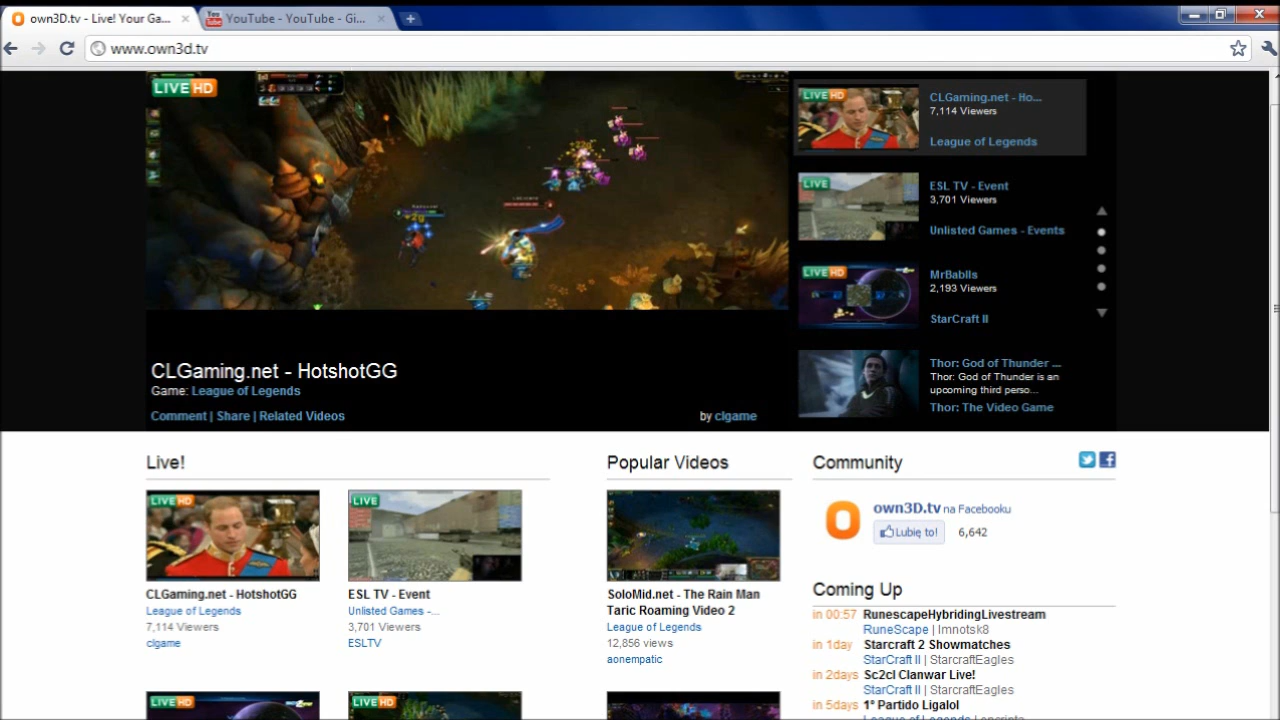 own3D.tv - Live! Your Ga...
YouTube - YouTube - Gi...
www.own3d.tv
LIVE HD
CLGaming.net - HotshotGG
Game: League of Legends
Comment | Share | Related Videos
by clgame
LIVE HD
CLGaming.net - Ho...
7,114 Viewers
League of Legends
LIVE
ESL TV - Event
3,701 Viewers
Unlisted Games - Events
LIVE HD
MrBablls
2,193 Viewers
StarCraft II
Thor: God of Thunder ...
Thor: God of Thunder is an
upcoming third perso...
Thor: The Video Game
Live!
LIVE HD
CLGaming.net - HotshotGG
League of Legends
7,114 Viewers
clgame
LIVE
ESL TV - Event
Unlisted Games -...
3,701 Viewers
ESLTV
LIVE HD
LIVE HD
Popular Videos
SoloMid.net - The Rain Man
Taric Roaming Video 2
League of Legends
12,856 views
aonempatic
Community
own3D.tv na Facebooku
Lubię to! 6,642
Coming Up
in 00:57 RunescapeHybridingLivestream
RuneScape | Imnotsk8
in 1day Starcraft 2 Showmatches
StarCraft II | StarcraftEagles
in 2days Sc2cl Clanwar Live!
StarCraft II | StarcraftEagles
in 5days 1° Partido Ligalol
League of Legends